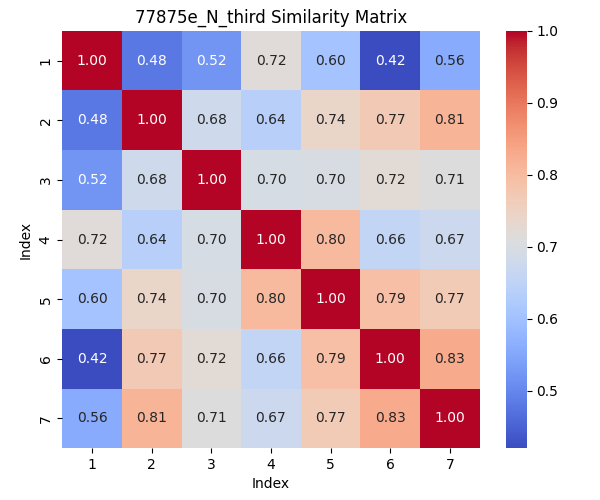 77875e_N_third Similarity Matrix
1 1.00 0.48 0.52 0.72 0.60 0.42 0.56
2 0.48 1.00 0.68 0.64 0.74 0.77 0.81
3 0.52 0.68 1.00 0.70 0.70 0.72 0.71
4 0.72 0.64 0.70 1.00 0.80 0.66 0.67
5 0.60 0.74 0.70 0.80 1.00 0.79 0.77
6 0.42 0.77 0.72 0.66 0.79 1.00 0.83
7 0.56 0.81 0.71 0.67 0.77 0.83 1.00
1 2 3 4 5 6 7
Index
Index
1.0
0.9
0.8
0.7
0.6
0.5